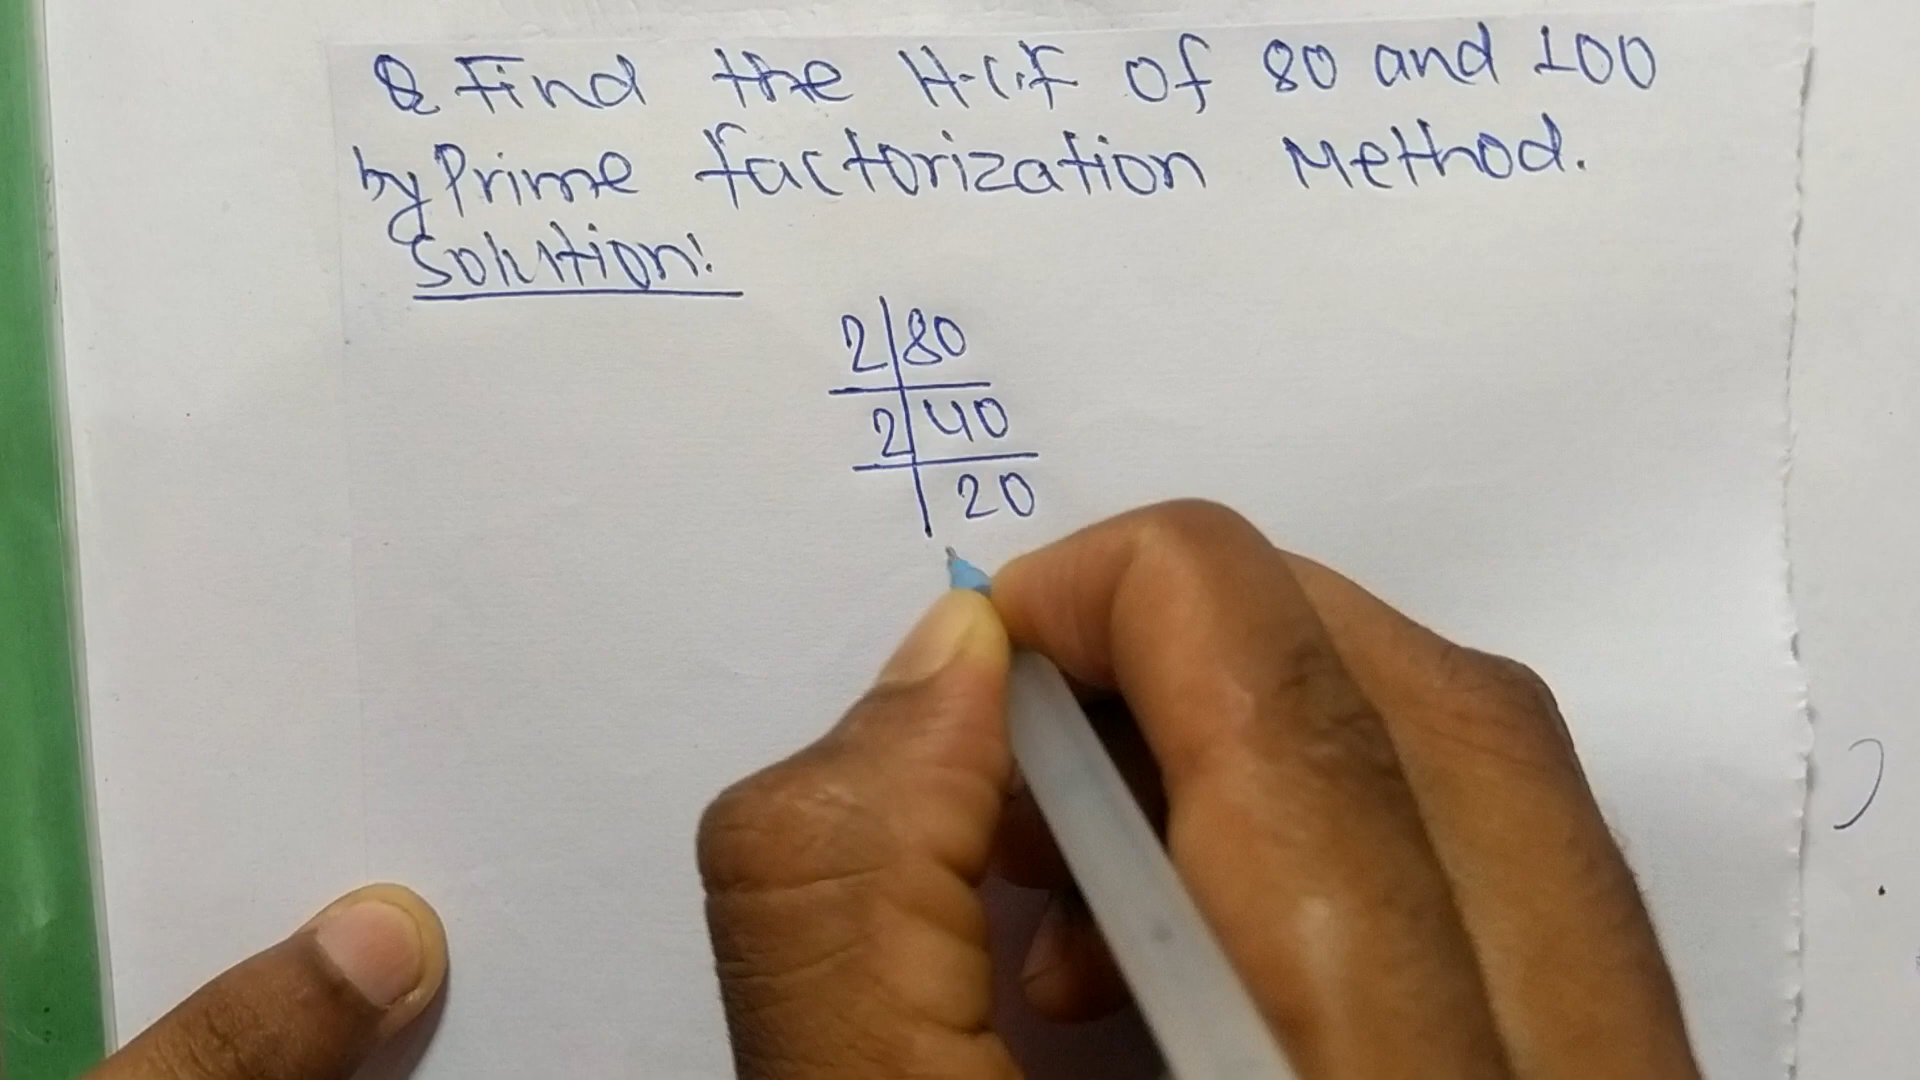 Q Find the H.C.F of 80 and 100
by Prime factorization Method.
Solution:
2|80
2|40
|20